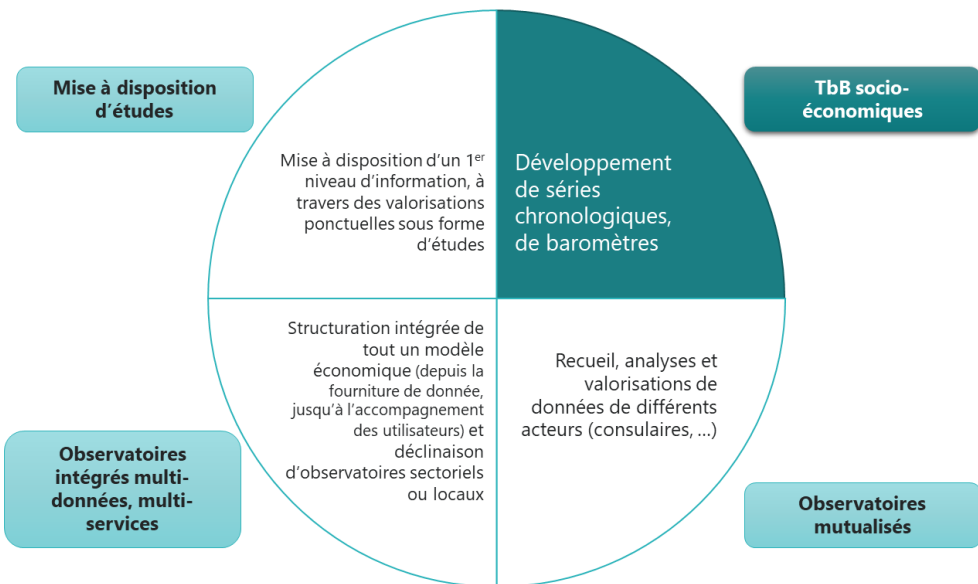 Mise à disposition
d’études
Mise à disposition d’un 1er
niveau d’information, à
travers des valorisations
ponctuelles sous forme
d’études
Développement
de séries
chronologiques,
de baromètres
TbB socio-
économiques
Observatoires
intégrés multi-
données, multi-
services
Structuration intégrée de
tout un modèle
économique (depuis la
fourniture de donnée,
jusqu’à l’accompagnement
des utilisateurs) et
déclinaison
d’observatoires sectoriels
ou locaux
Recueil, analyses et
valorisations de
données de différents
acteurs (consulaires, …)
Observatoires
mutualisés